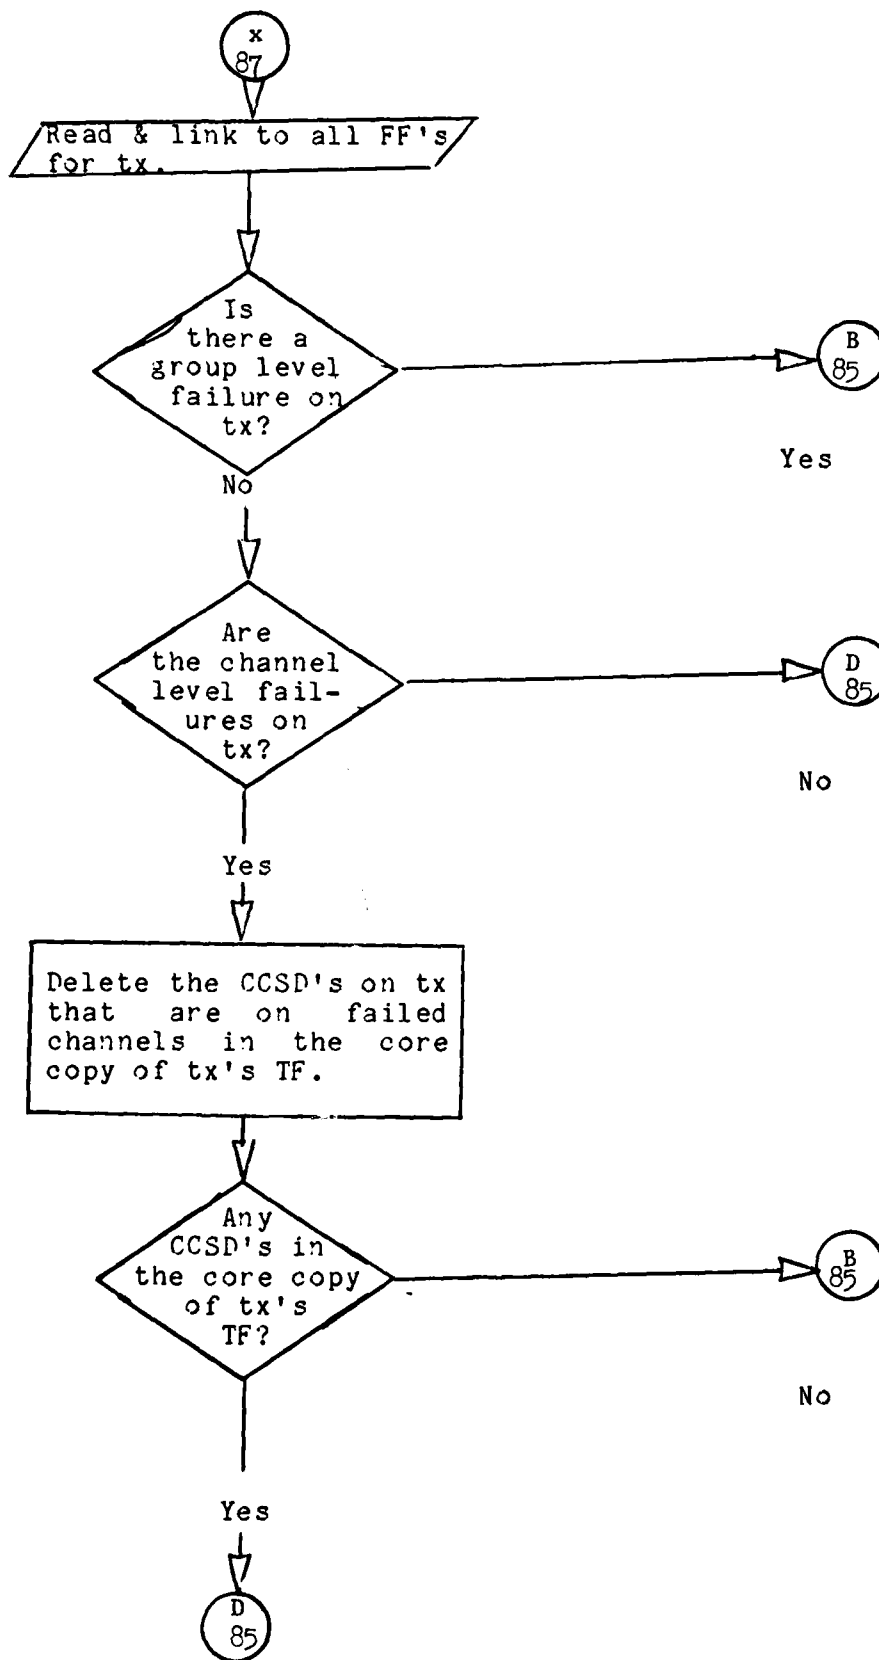 x
87
Read & link to all FF's
for tx.
Is
there a
group level
failure on
tx?
B
85
Yes
No
Are
the channel
level fail-
ures on
tx?
D
85
No
Yes
Delete the CCSD's on tx
that are on failed
channels in the core
copy of tx's TF.
Any
CCSD's in
the core copy
of tx's
TF?
B
85
No
Yes
D
85